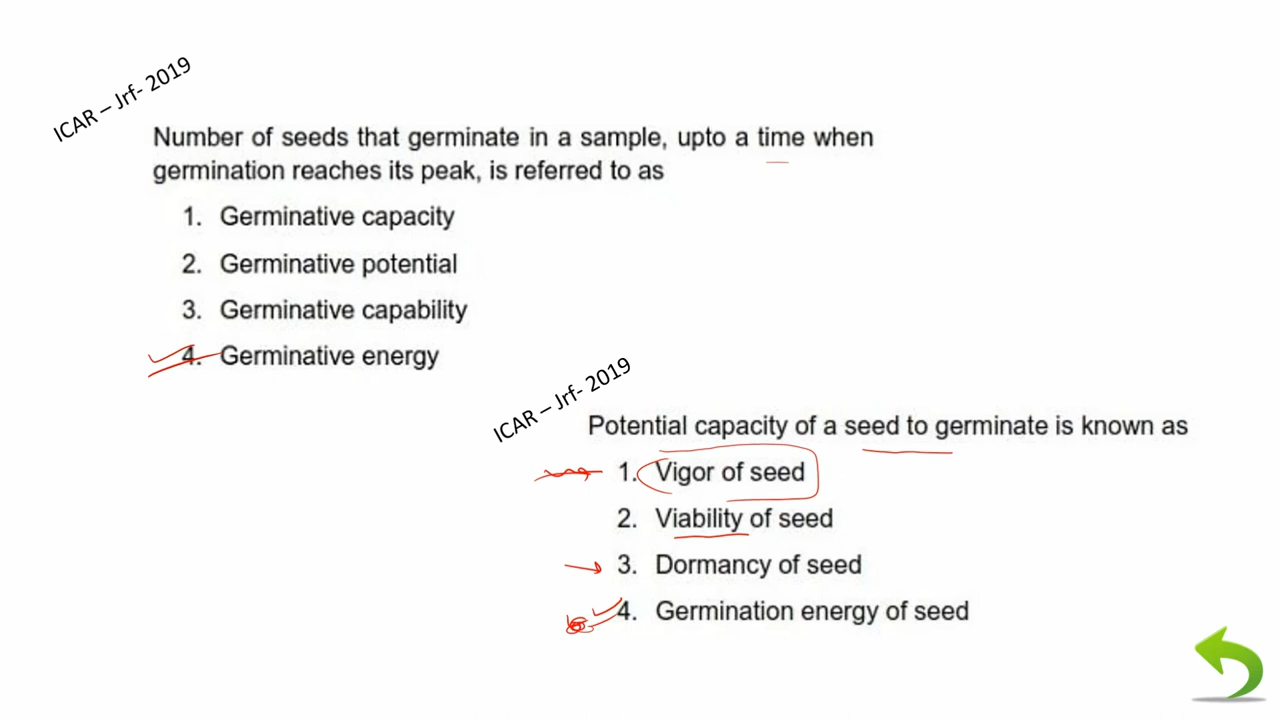 ICAR – Jrf- 2019
Number of seeds that germinate in a sample, upto a time when
germination reaches its peak, is referred to as
1. Germinative capacity
2. Germinative potential
3. Germinative capability
4. Germinative energy
ICAR – Jrf- 2019
Potential capacity of a seed to germinate is known as
1. Vigor of seed
2. Viability of seed
3. Dormancy of seed
4. Germination energy of seed